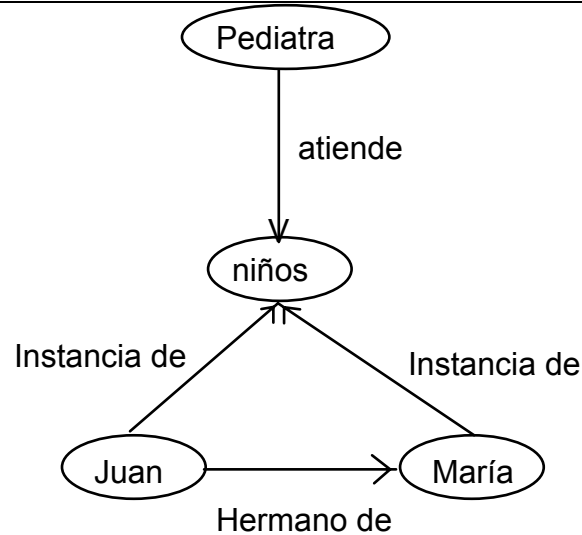 Pediatra
atiende
niños
Instancia de
Instancia de
Juan
María
Hermano de